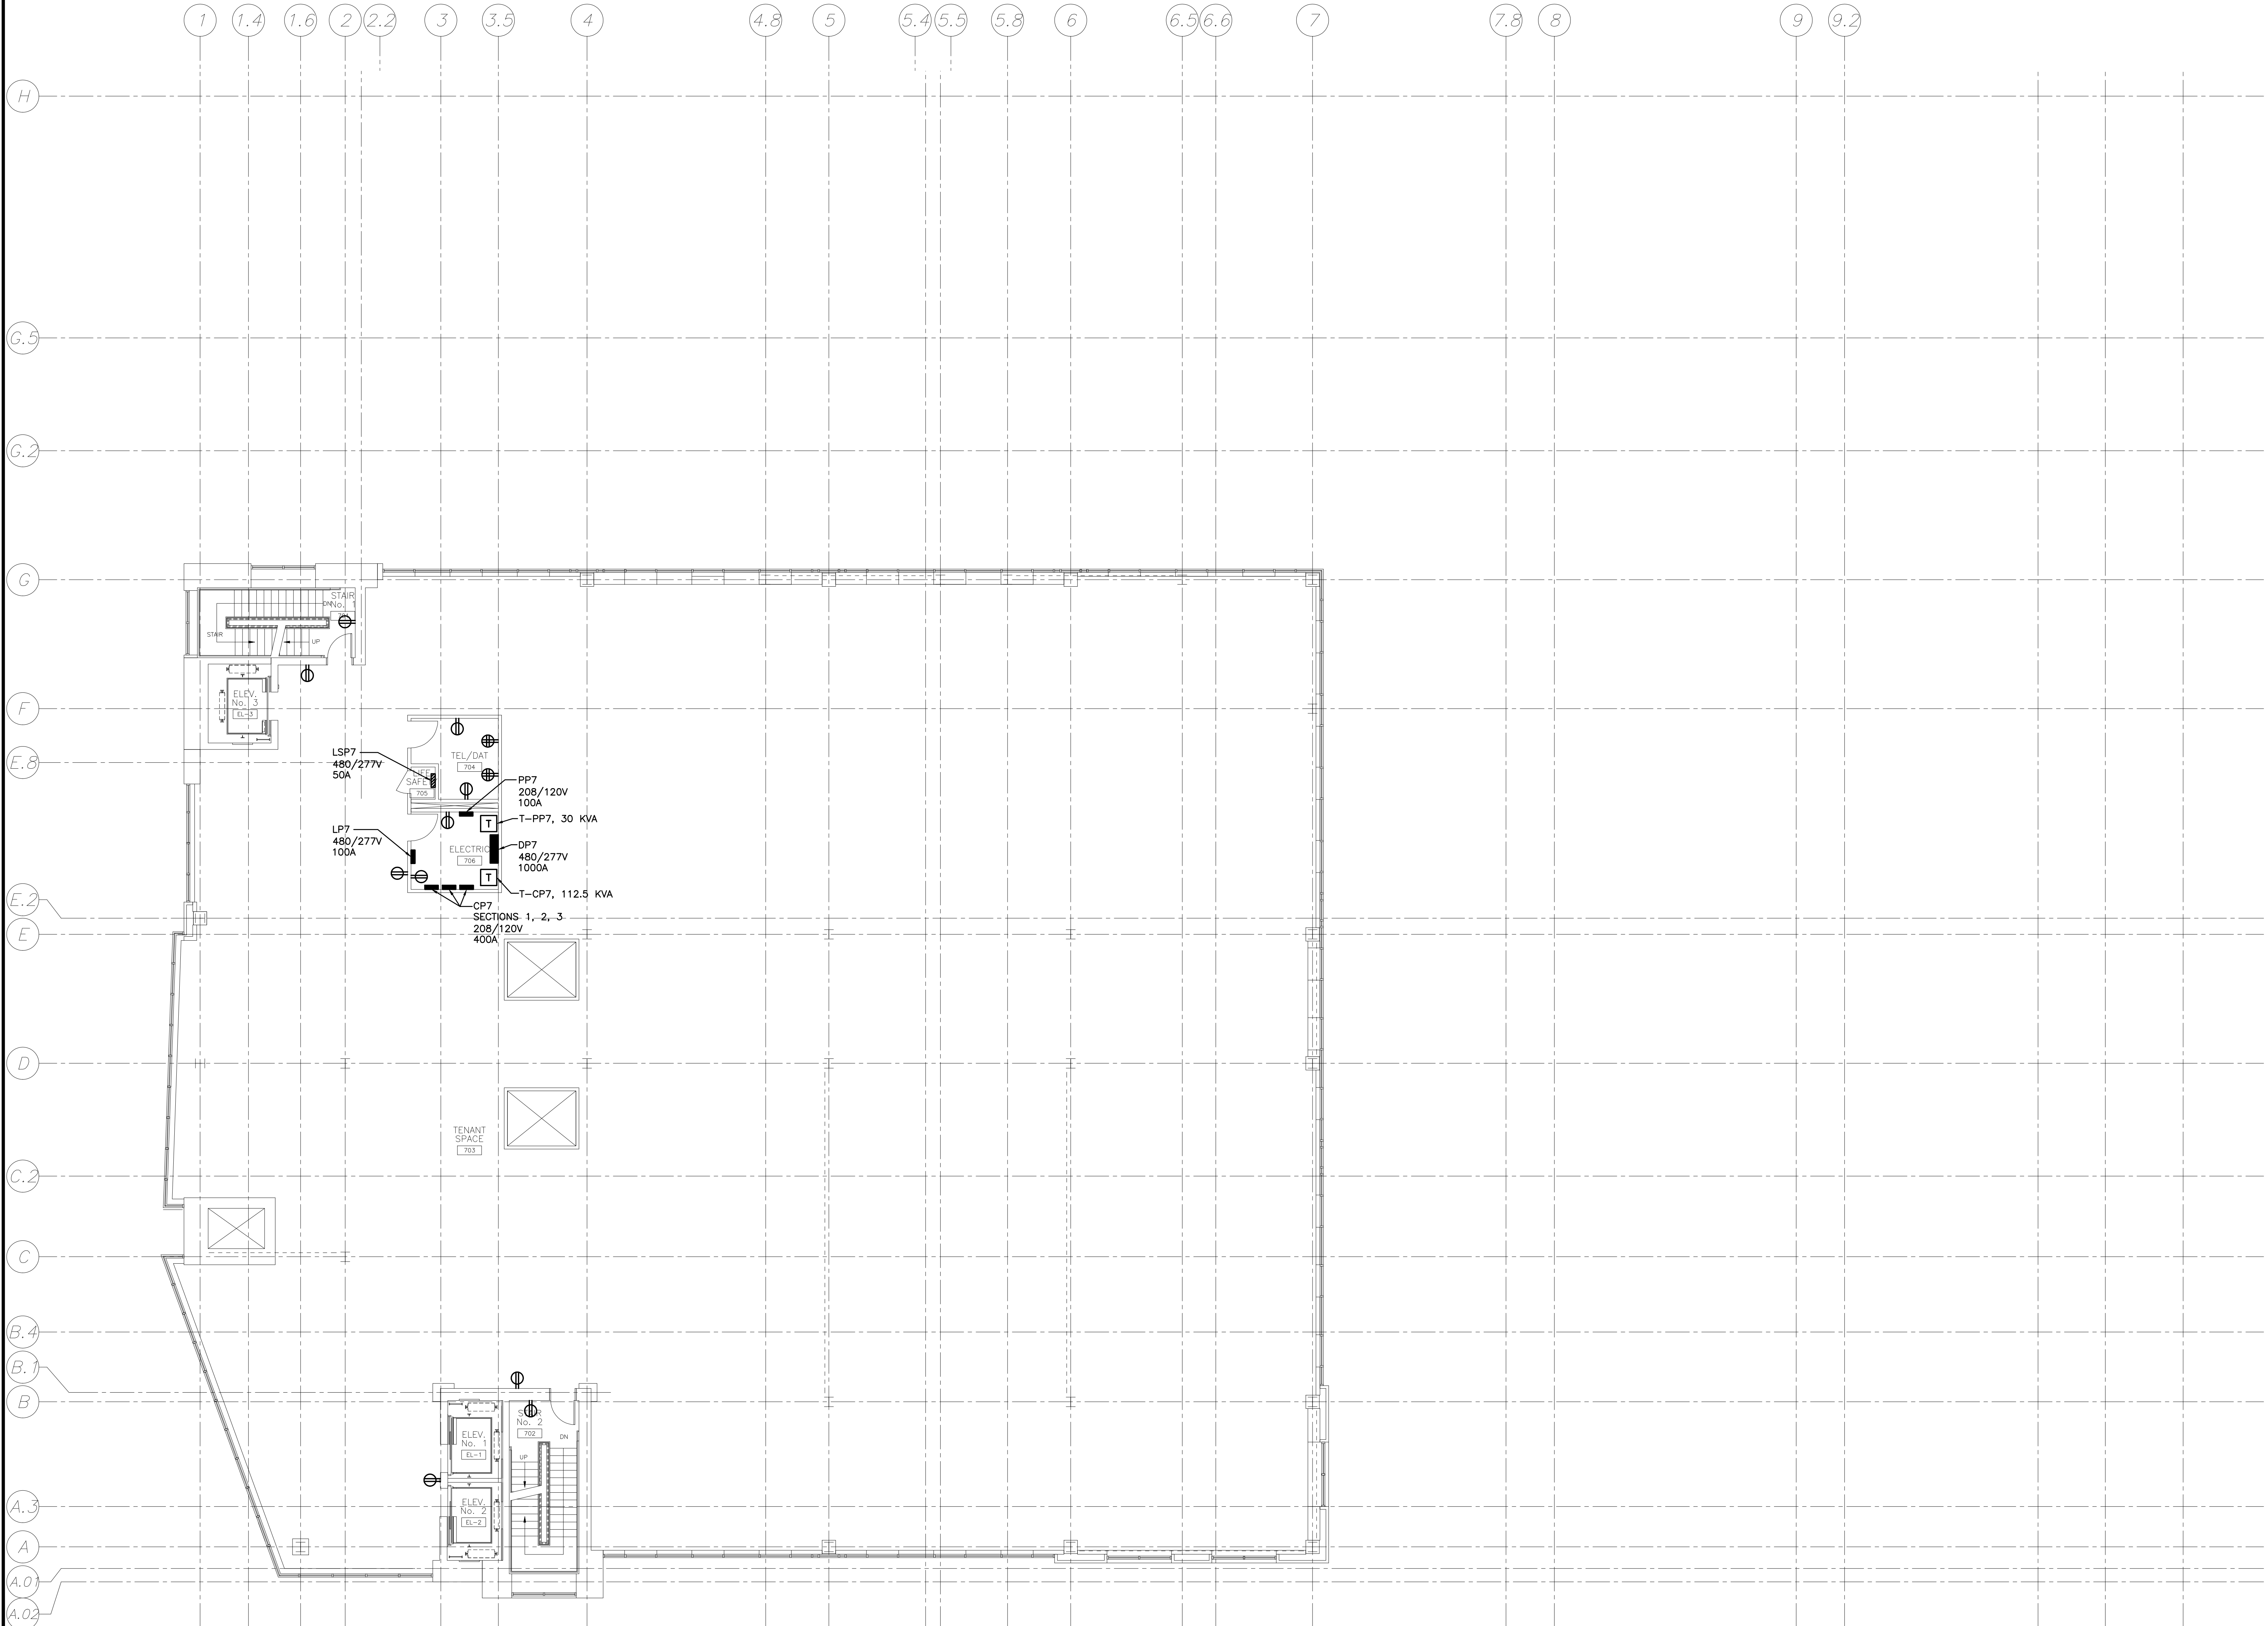 1 1.4 1.6 2 2.2 3 3.5 4 4.8 5 5.4 5.5 5.8 6 6.5 6.6 7 7.8 8 9 9.2
H
G.5
G.2
G
STAIR
No. 1
DN
STAIR
UP
F
ELEV.
No. 3
EL-3
E.8
LSP7
480/277V
50A
TEL/DAT
704
LIFE
SAFE
705
PP7
208/120V
100A
T-PP7, 30 KVA
T
LP7
480/277V
100A
ELECTRIC
706
DP7
480/277V
1000A
T
T-CP7, 112.5 KVA
CP7
SECTIONS 1, 2, 3
208/120V
400A
E.2
E
D
TENANT
SPACE
703
C.2
C
B.4
B.1
B
No. 2
702
DN
UP
ELEV.
No. 1
EL-1
A.3
ELEV.
No. 2
EL-2
A
A.01
A.02